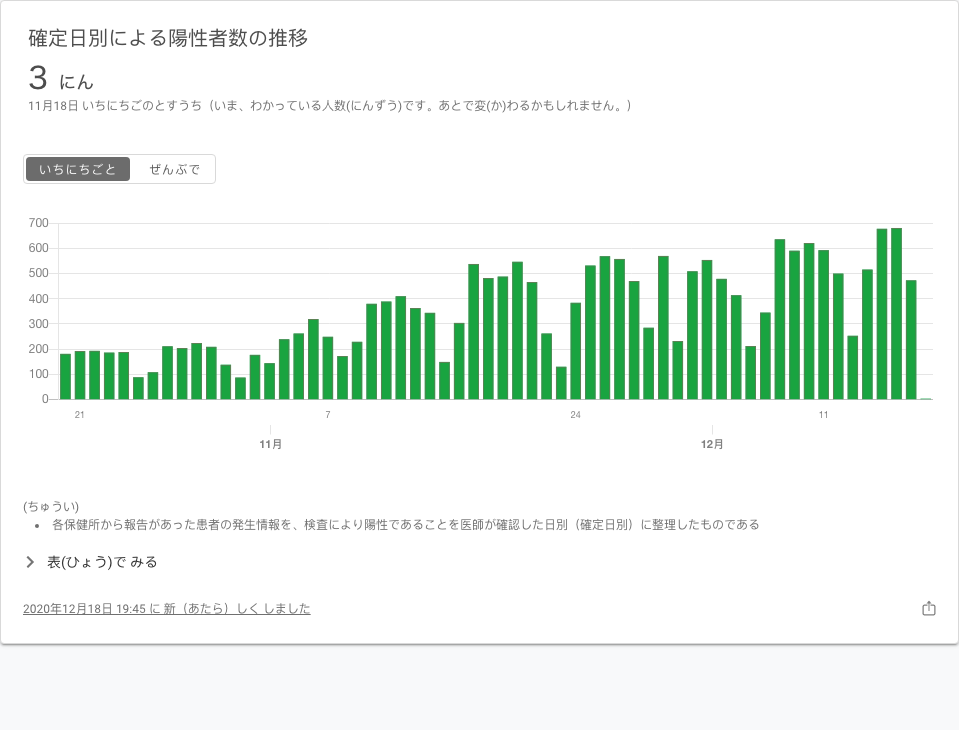 確定日別による陽性者数の推移
3 にん
11月18日 いちにちごのとすうち（いま、わかっている人数(にんずう)です。あとで変(か)わるかもしれません。）
いちにちごと ぜんぶで
700
600
500
400
300
200
100
0
21 7 24 11
11月 12月
(ちゅうい)
• 各保健所から報告があった患者の発生情報を、検査により陽性であることを医師が確認した日別（確定日別）に整理したものである
表(ひょう)で みる
2020年12月18日 19:45 に 新（あたら）しく しました